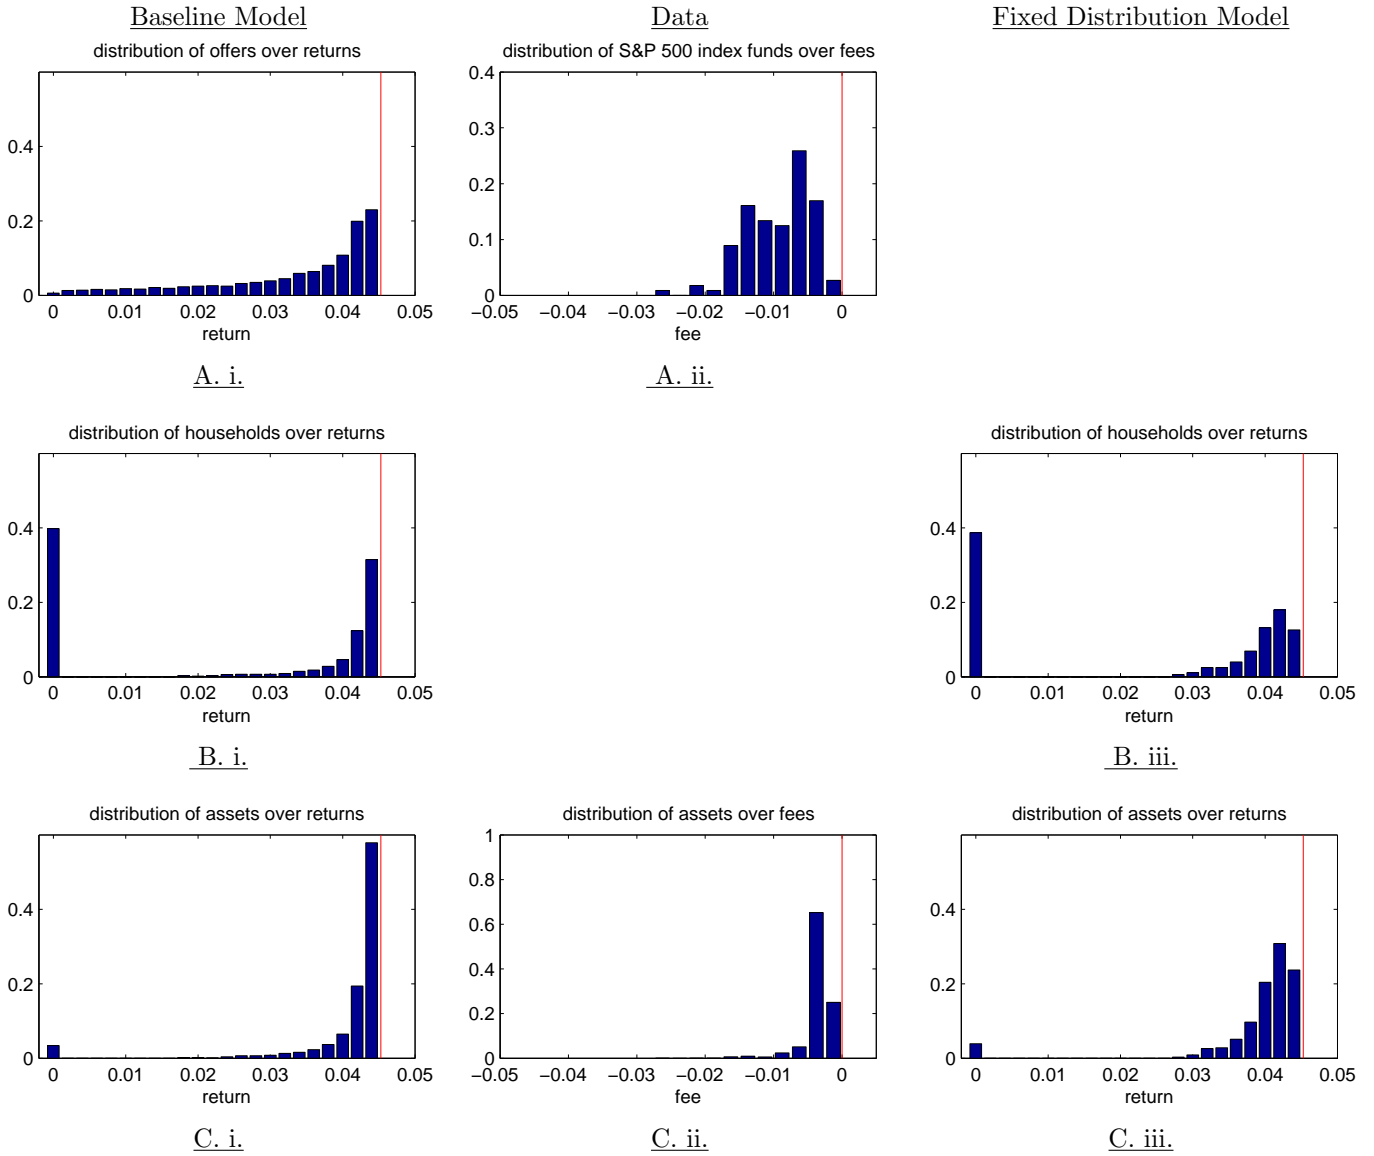 Baseline Model
Data
Fixed Distribution Model
distribution of offers over returns
0.4
0.2
0
0 0.01 0.02 0.03 0.04 0.05
return
A. i.
distribution of S&P 500 index funds over fees
0.4
0.3
0.2
0.1
0
−0.05 −0.04 −0.03 −0.02 −0.01 0
fee
A. ii.
distribution of households over returns
0.4
0.2
0
0 0.01 0.02 0.03 0.04 0.05
return
B. i.
distribution of households over returns
0.4
0.2
0
0 0.01 0.02 0.03 0.04 0.05
return
B. iii.
distribution of assets over returns
0.4
0.2
0
0 0.01 0.02 0.03 0.04 0.05
return
C. i.
distribution of assets over fees
1
0.8
0.6
0.4
0.2
0
−0.05 −0.04 −0.03 −0.02 −0.01 0
fee
C. ii.
distribution of assets over returns
0.4
0.2
0
0 0.01 0.02 0.03 0.04 0.05
return
C. iii.